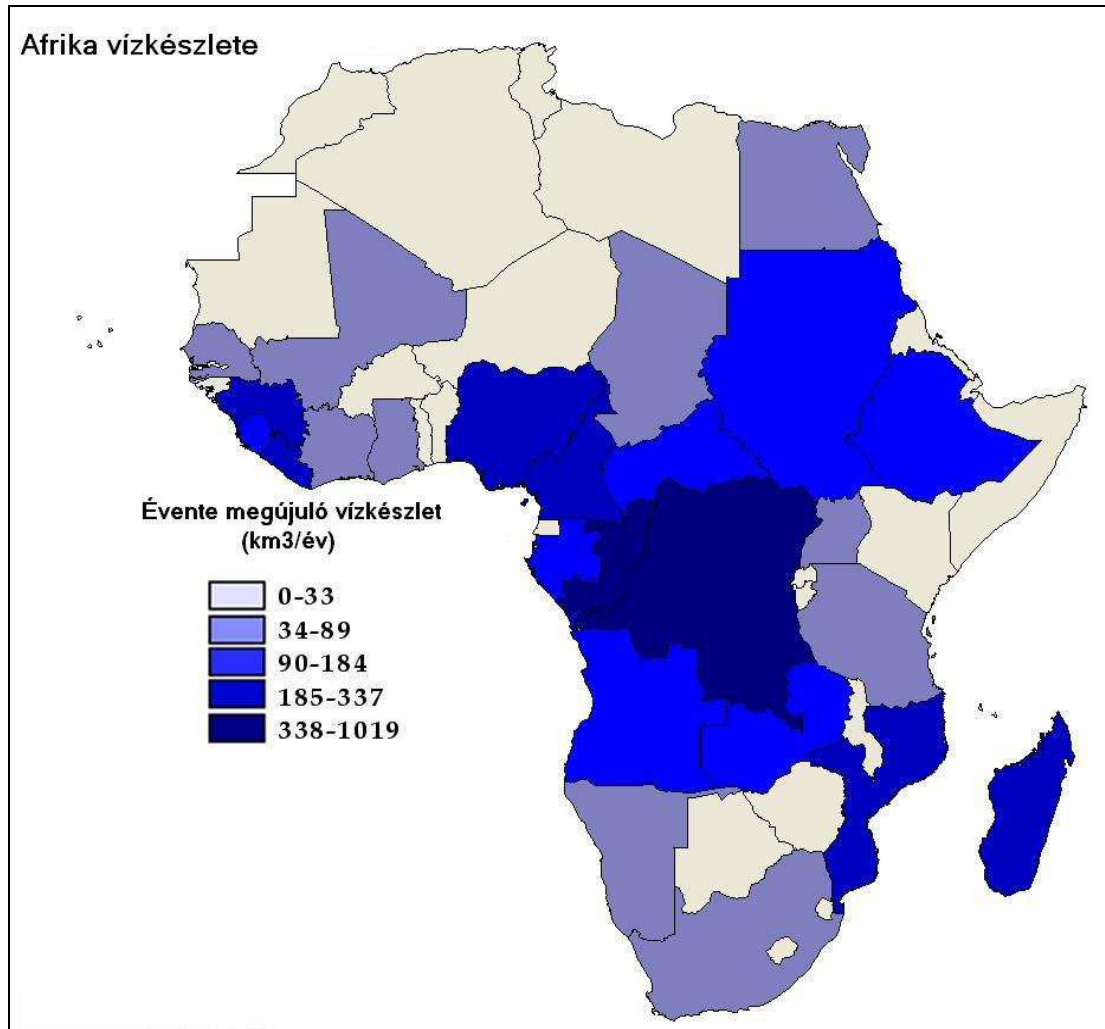 Afrika vízkészlete
Évente megújuló vízkészlet
(km3/év)
0-33
34-89
90-184
185-337
338-1019